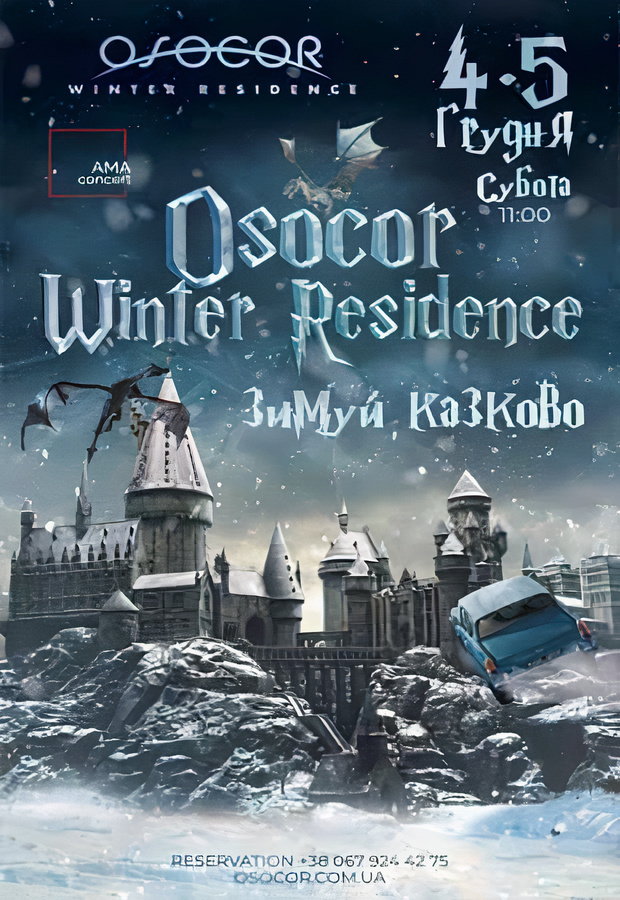 OSOCOR
WINTER RESIDENCE
4-5
Грудня
Субота
11:00
AMA
concept
Osocor
Winter Residence
Зимуй казково
RESERVATION +38 067 924 42 75
OSOCOR.COM.UA